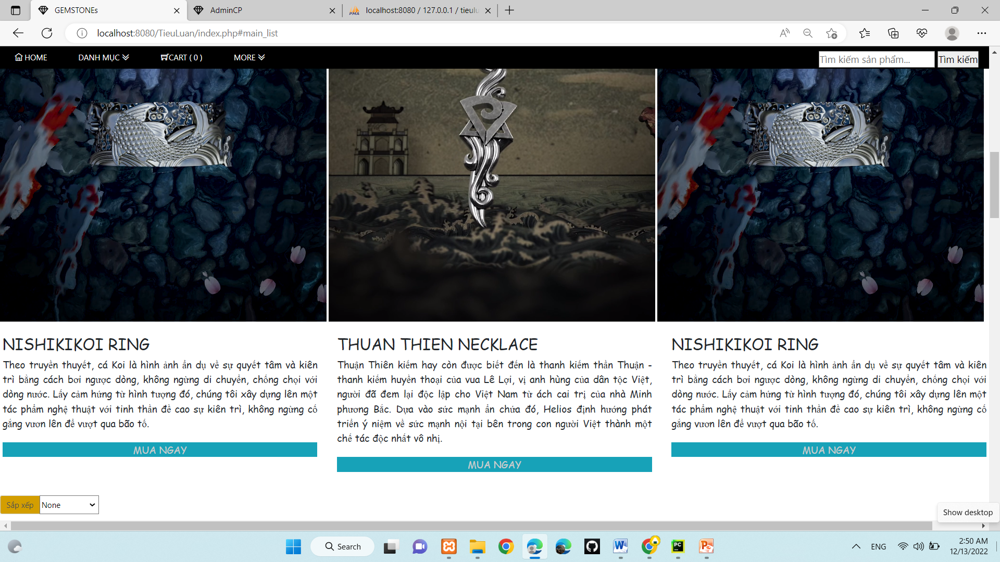 GEMSTONEs
AdminCP
localhost:8080 / 127.0.0.1 / tieulu
localhost:8080/TieuLuan/index.php#main_list
HOME
DANH MỤC
CART ( 0 )
MORE
Tìm kiếm sản phẩm...
Tìm kiếm
NISHIKIKOI RING
Theo truyền thuyết, cá Koi là hình ảnh ẩn dụ về sự quyết tâm và kiên
trì bằng cách bơi ngược dòng, không ngừng di chuyển, chống chọi với
dòng nước. Lấy cảm hứng từ hình tượng đó, chúng tôi xây dựng lên một
tác phẩm nghệ thuật với tinh thần đề cao sự kiên trì, không ngừng cố
gắng vươn lên để vượt qua bão tố.
MUA NGAY
THUAN THIEN NECKLACE
Thuận Thiên kiếm hay còn được biết đến là thanh kiếm thần Thuận -
thanh kiếm huyền thoại của vua Lê Lợi, vị anh hùng của dân tộc Việt,
người đã đem lại độc lập cho Việt Nam từ ách cai trị của nhà Minh
phương Bắc. Dựa vào sức mạnh ẩn chứa đó, Helios định hướng phát
triển ý niệm về sức mạnh nội tại bên trong con người Việt thành một
chế tác độc nhất vô nhị.
MUA NGAY
NISHIKIKOI RING
Theo truyền thuyết, cá Koi là hình ảnh ẩn dụ về sự quyết tâm và kiên
trì bằng cách bơi ngược dòng, không ngừng di chuyển, chống chọi với
dòng nước. Lấy cảm hứng từ hình tượng đó, chúng tôi xây dựng lên một
tác phẩm nghệ thuật với tinh thần đề cao sự kiên trì, không ngừng cố
gắng vươn lên để vượt qua bão tố.
MUA NGAY
Sắp xếp
None
Show desktop
Search
ENG
2:50 AM
12/13/2022